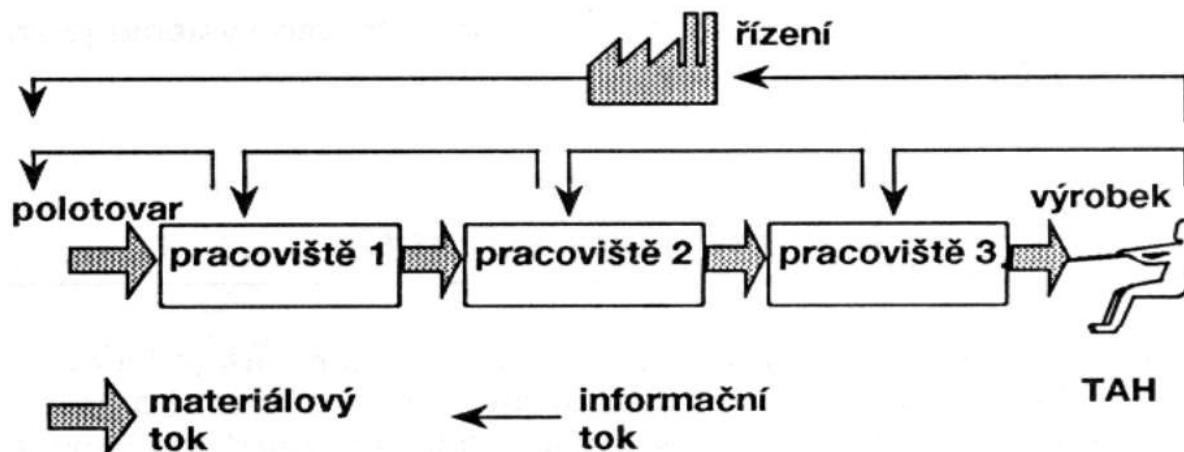 řízení
polotovar
výrobek
pracoviště 1
pracoviště 2
pracoviště 3
TAH
materiálový
tok
informační
tok